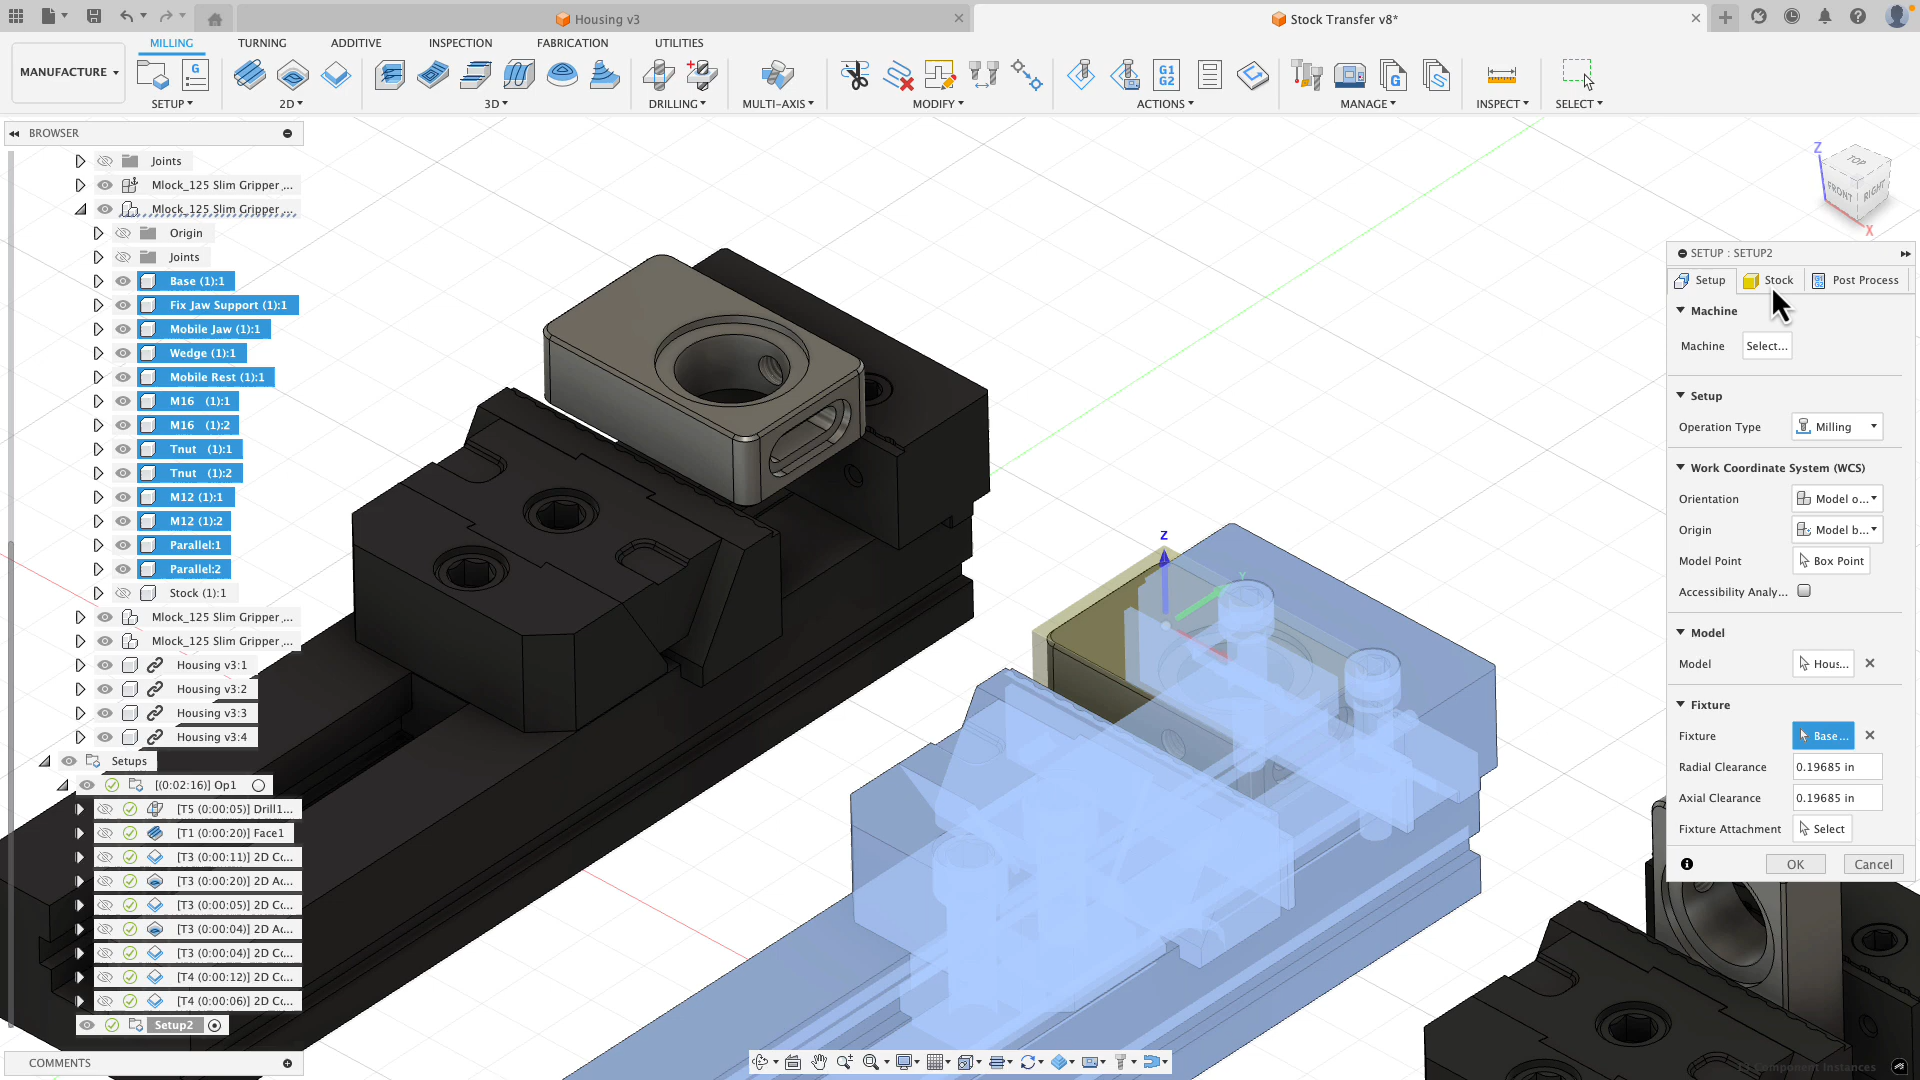 Housing v3
Stock Transfer v8*
MANUFACTURE
MILLING
TURNING
ADDITIVE
INSPECTION
FABRICATION
UTILITIES
SETUP
2D
3D
DRILLING
MULTI-AXIS
MODIFY
ACTIONS
MANAGE
INSPECT
SELECT
G
G1
G2
G
BROWSER
Joints
Mlock_125 Slim Gripper ...
Mlock_125 Slim Gripper ...
Origin
Joints
Base (1):1
Fix Jaw Support (1):1
Mobile Jaw (1):1
Wedge (1):1
Mobile Rest (1):1
M16 (1):1
M16 (1):2
Tnut (1):1
Tnut (1):2
M12 (1):1
M12 (1):2
Parallel:1
Parallel:2
Stock (1):1
Mlock_125 Slim Gripper ...
Mlock_125 Slim Gripper ...
Housing v3:1
Housing v3:2
Housing v3:3
Housing v3:4
Setups
[(0:02:16)] Op1
[T5 (0:00:05)] Drill1...
[T1 (0:00:20)] Face1
[T3 (0:00:11)] 2D Co...
[T3 (0:00:20)] 2D Ad...
[T3 (0:00:05)] 2D Co...
[T3 (0:00:04)] 2D Ad...
[T3 (0:00:04)] 2D Co...
[T4 (0:00:12)] 2D Co...
[T4 (0:00:06)] 2D Co...
Setup2
COMMENTS
Z
Y
Z
TOP
FRONT
RIGHT
X
SETUP : SETUP2
Setup
Stock
Post Process
Machine
Machine
Select...
Setup
Operation Type
Milling
Work Coordinate System (WCS)
Orientation
Model o...
Origin
Model b...
Model Point
Box Point
Accessibility Analy...
Model
Model
Hous...
Fixture
Fixture
Base ...
Radial Clearance
0.19685 in
Axial Clearance
0.19685 in
Fixture Attachment
Select
OK
Cancel
13 Component Instances